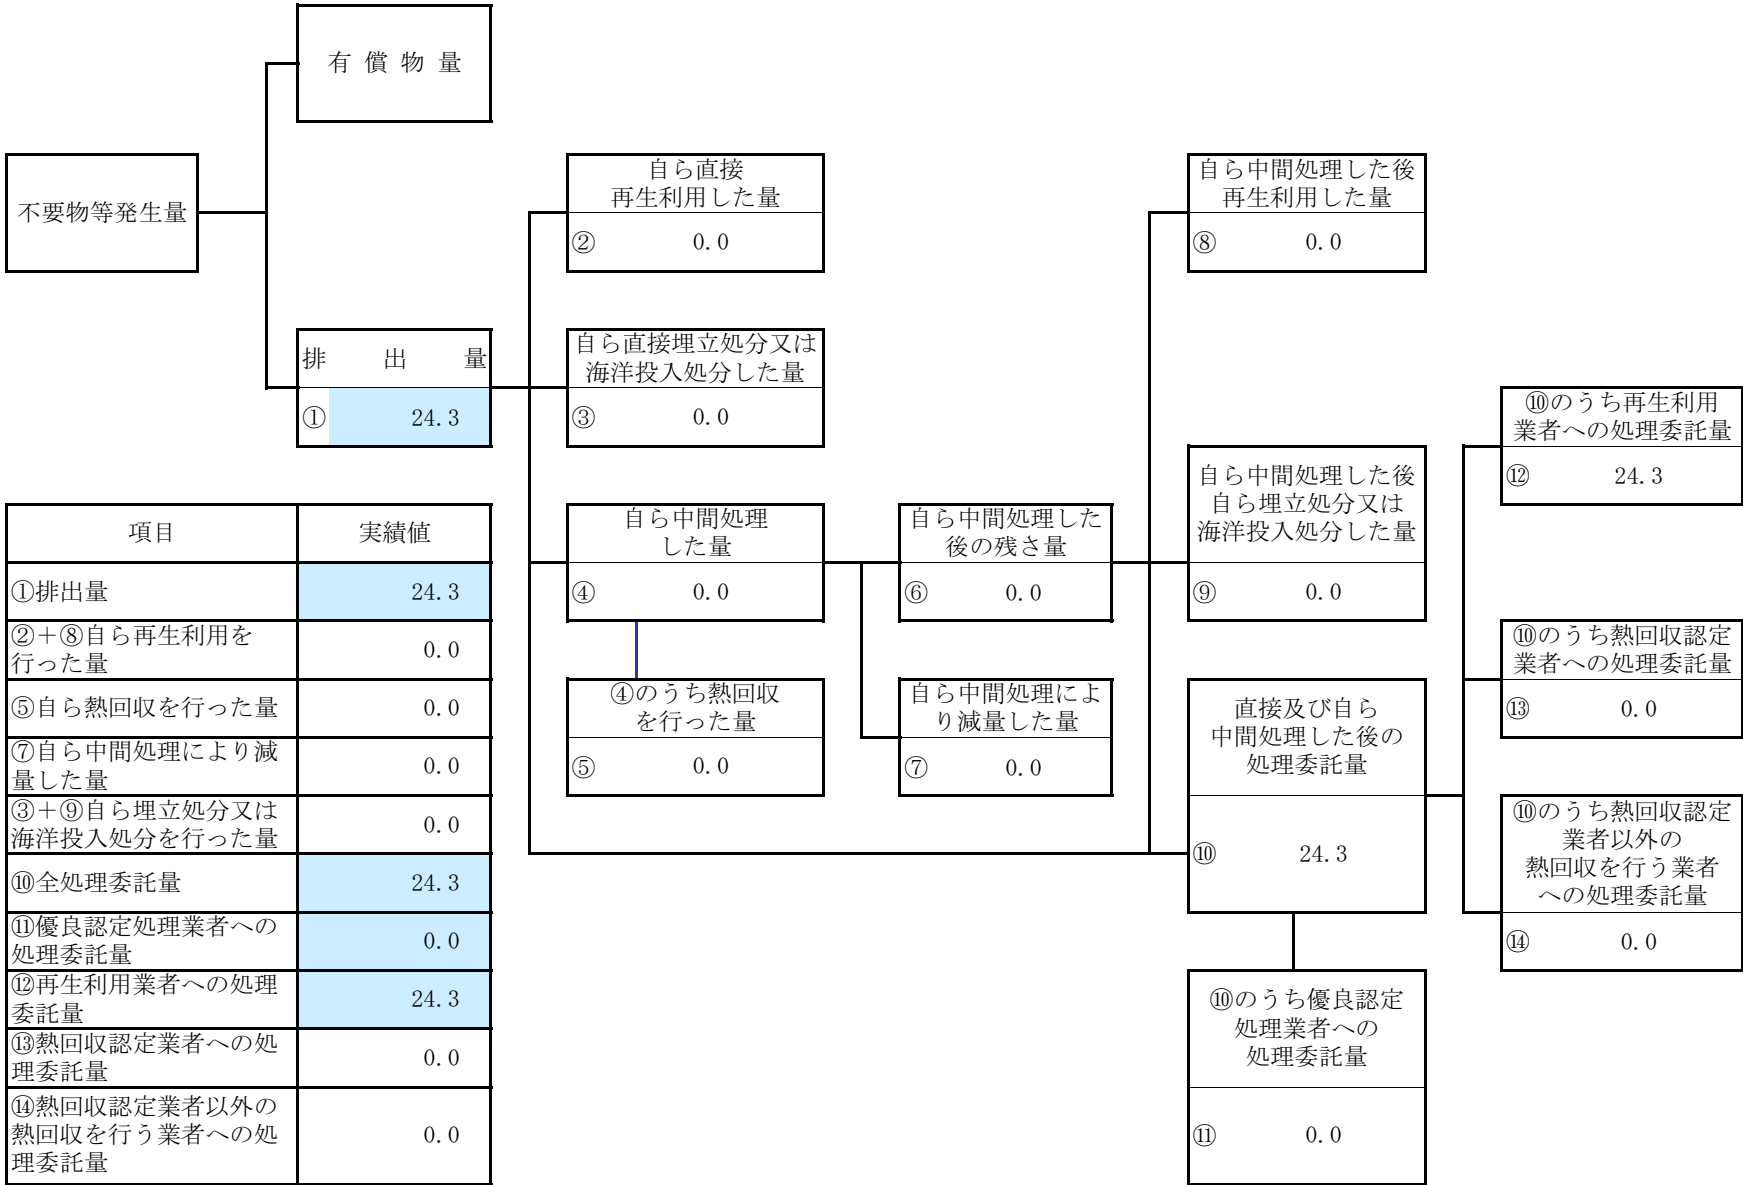 有 償 物 量
不要物等発生量
排 出 量
① 24.3
自ら直接
再生利用した量
② 0.0
自ら直接埋立処分又は
海洋投入処分した量
③ 0.0
自ら中間処理
した量
④ 0.0
④のうち熱回収
を行った量
⑤ 0.0
自ら中間処理した
後の残さ量
⑥ 0.0
自ら中間処理によ
り減量した量
⑦ 0.0
自ら中間処理した後
再生利用した量
⑧ 0.0
自ら中間処理した後
自ら埋立処分又は
海洋投入処分した量
⑨ 0.0
直接及び自ら
中間処理した後の
処理委託量
⑩ 24.3
⑩のうち優良認定
処理業者への
処理委託量
⑪ 0.0
⑩のうち再生利用
業者への処理委託量
⑫ 24.3
⑩のうち熱回収認定
業者への処理委託量
⑬ 0.0
⑩のうち熱回収認定
業者以外の
熱回収を行う業者
への処理委託量
⑭ 0.0
項目 実績値
①排出量 24.3
②＋⑧自ら再生利用を
行った量 0.0
⑤自ら熱回収を行った量 0.0
⑦自ら中間処理により減
量した量 0.0
③＋⑨自ら埋立処分又は
海洋投入処分を行った量 0.0
⑩全処理委託量 24.3
⑪優良認定処理業者への
処理委託量 0.0
⑫再生利用業者への処理
委託量 24.3
⑬熱回収認定業者への処
理委託量 0.0
⑭熱回収認定業者以外の
熱回収を行う業者への処
理委託量 0.0